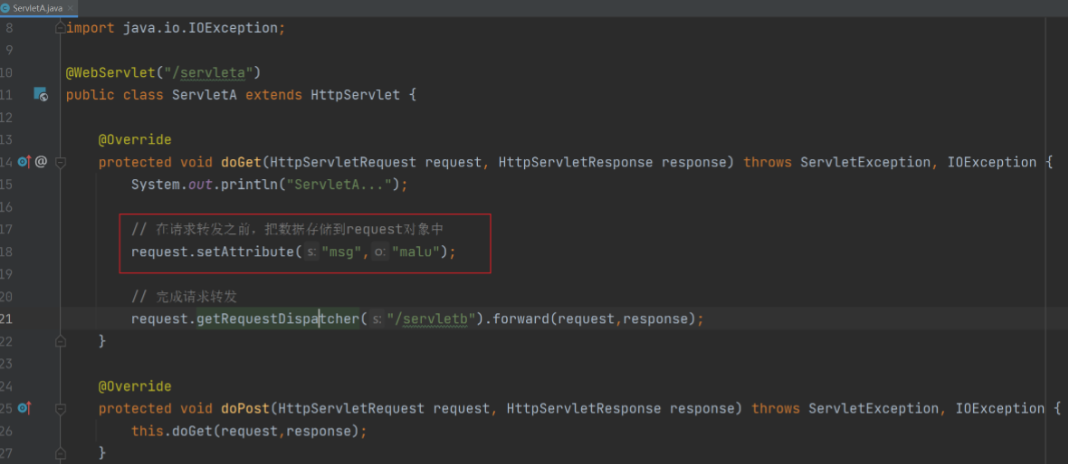 ServletA.java
8 import java.io.IOException;
9
10 @WebServlet("/servleta")
11 public class ServletA extends HttpServlet {
12
13 @Override
14 @ protected void doGet(HttpServletRequest request, HttpServletResponse response) throws ServletException, IOException {
15 System.out.println("ServletA...");
16
17 // 在请求转发之前，把数据存储到request对象中
18 request.setAttribute( s: "msg", o: "malu");
19
20 // 完成请求转发
21 request.getRequestDispatcher( s: "/servletb").forward(request,response);
22 }
23
24 @Override
25 protected void doPost(HttpServletRequest request, HttpServletResponse response) throws ServletException, IOException {
26 this.doGet(request,response);
27 }